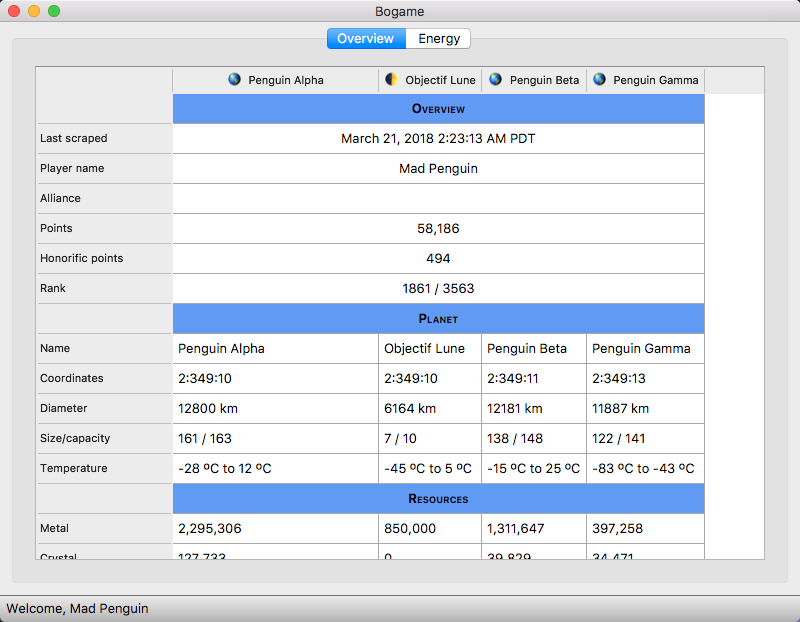 Bogame
Overview Energy
Penguin Alpha Objectif Lune Penguin Beta Penguin Gamma
Overview
Last scraped March 21, 2018 2:23:13 AM PDT
Player name Mad Penguin
Alliance
Points 58,186
Honorific points 494
Rank 1861 / 3563
Planet
Name Penguin Alpha Objectif Lune Penguin Beta Penguin Gamma
Coordinates 2:349:10 2:349:10 2:349:11 2:349:13
Diameter 12800 km 6164 km 12181 km 11887 km
Size/capacity 161 / 163 7 / 10 138 / 148 122 / 141
Temperature -28 ºC to 12 ºC -45 ºC to 5 ºC -15 ºC to 25 ºC -83 ºC to -43 ºC
Resources
Metal 2,295,306 850,000 1,311,647 397,258
Crystal 127,733 0 39,829 34,471
Welcome, Mad Penguin